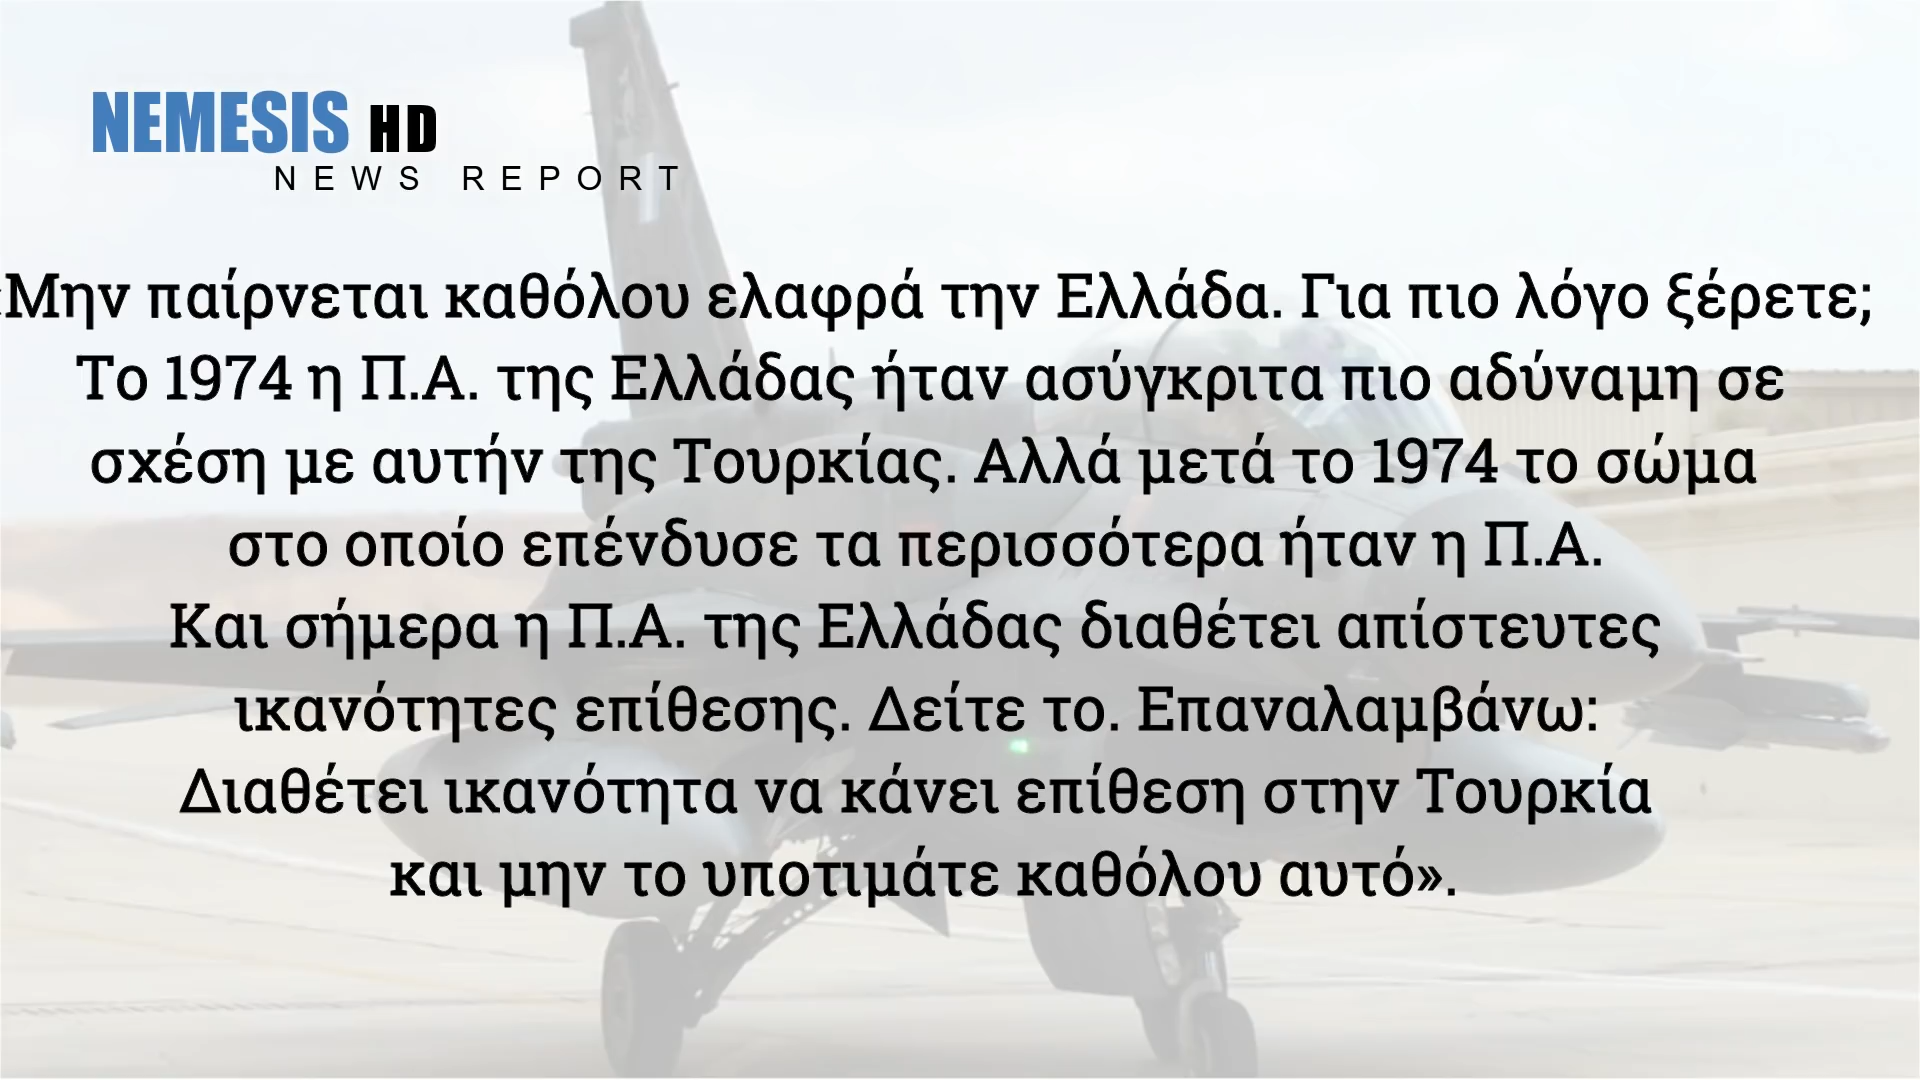 NEMESIS HD
NEWS REPORT
«Μην παίρνεται καθόλου ελαφρά την Ελλάδα. Για πιο λόγο ξέρετε;
Το 1974 η Π.Α. της Ελλάδας ήταν ασύγκριτα πιο αδύναμη σε
σχέση με αυτήν της Τουρκίας. Αλλά μετά το 1974 το σώμα
στο οποίο επένδυσε τα περισσότερα ήταν η Π.Α.
Και σήμερα η Π.Α. της Ελλάδας διαθέτει απίστευτες
ικανότητες επίθεσης. Δείτε το. Επαναλαμβάνω:
Διαθέτει ικανότητα να κάνει επίθεση στην Τουρκία
και μην το υποτιμάτε καθόλου αυτό».